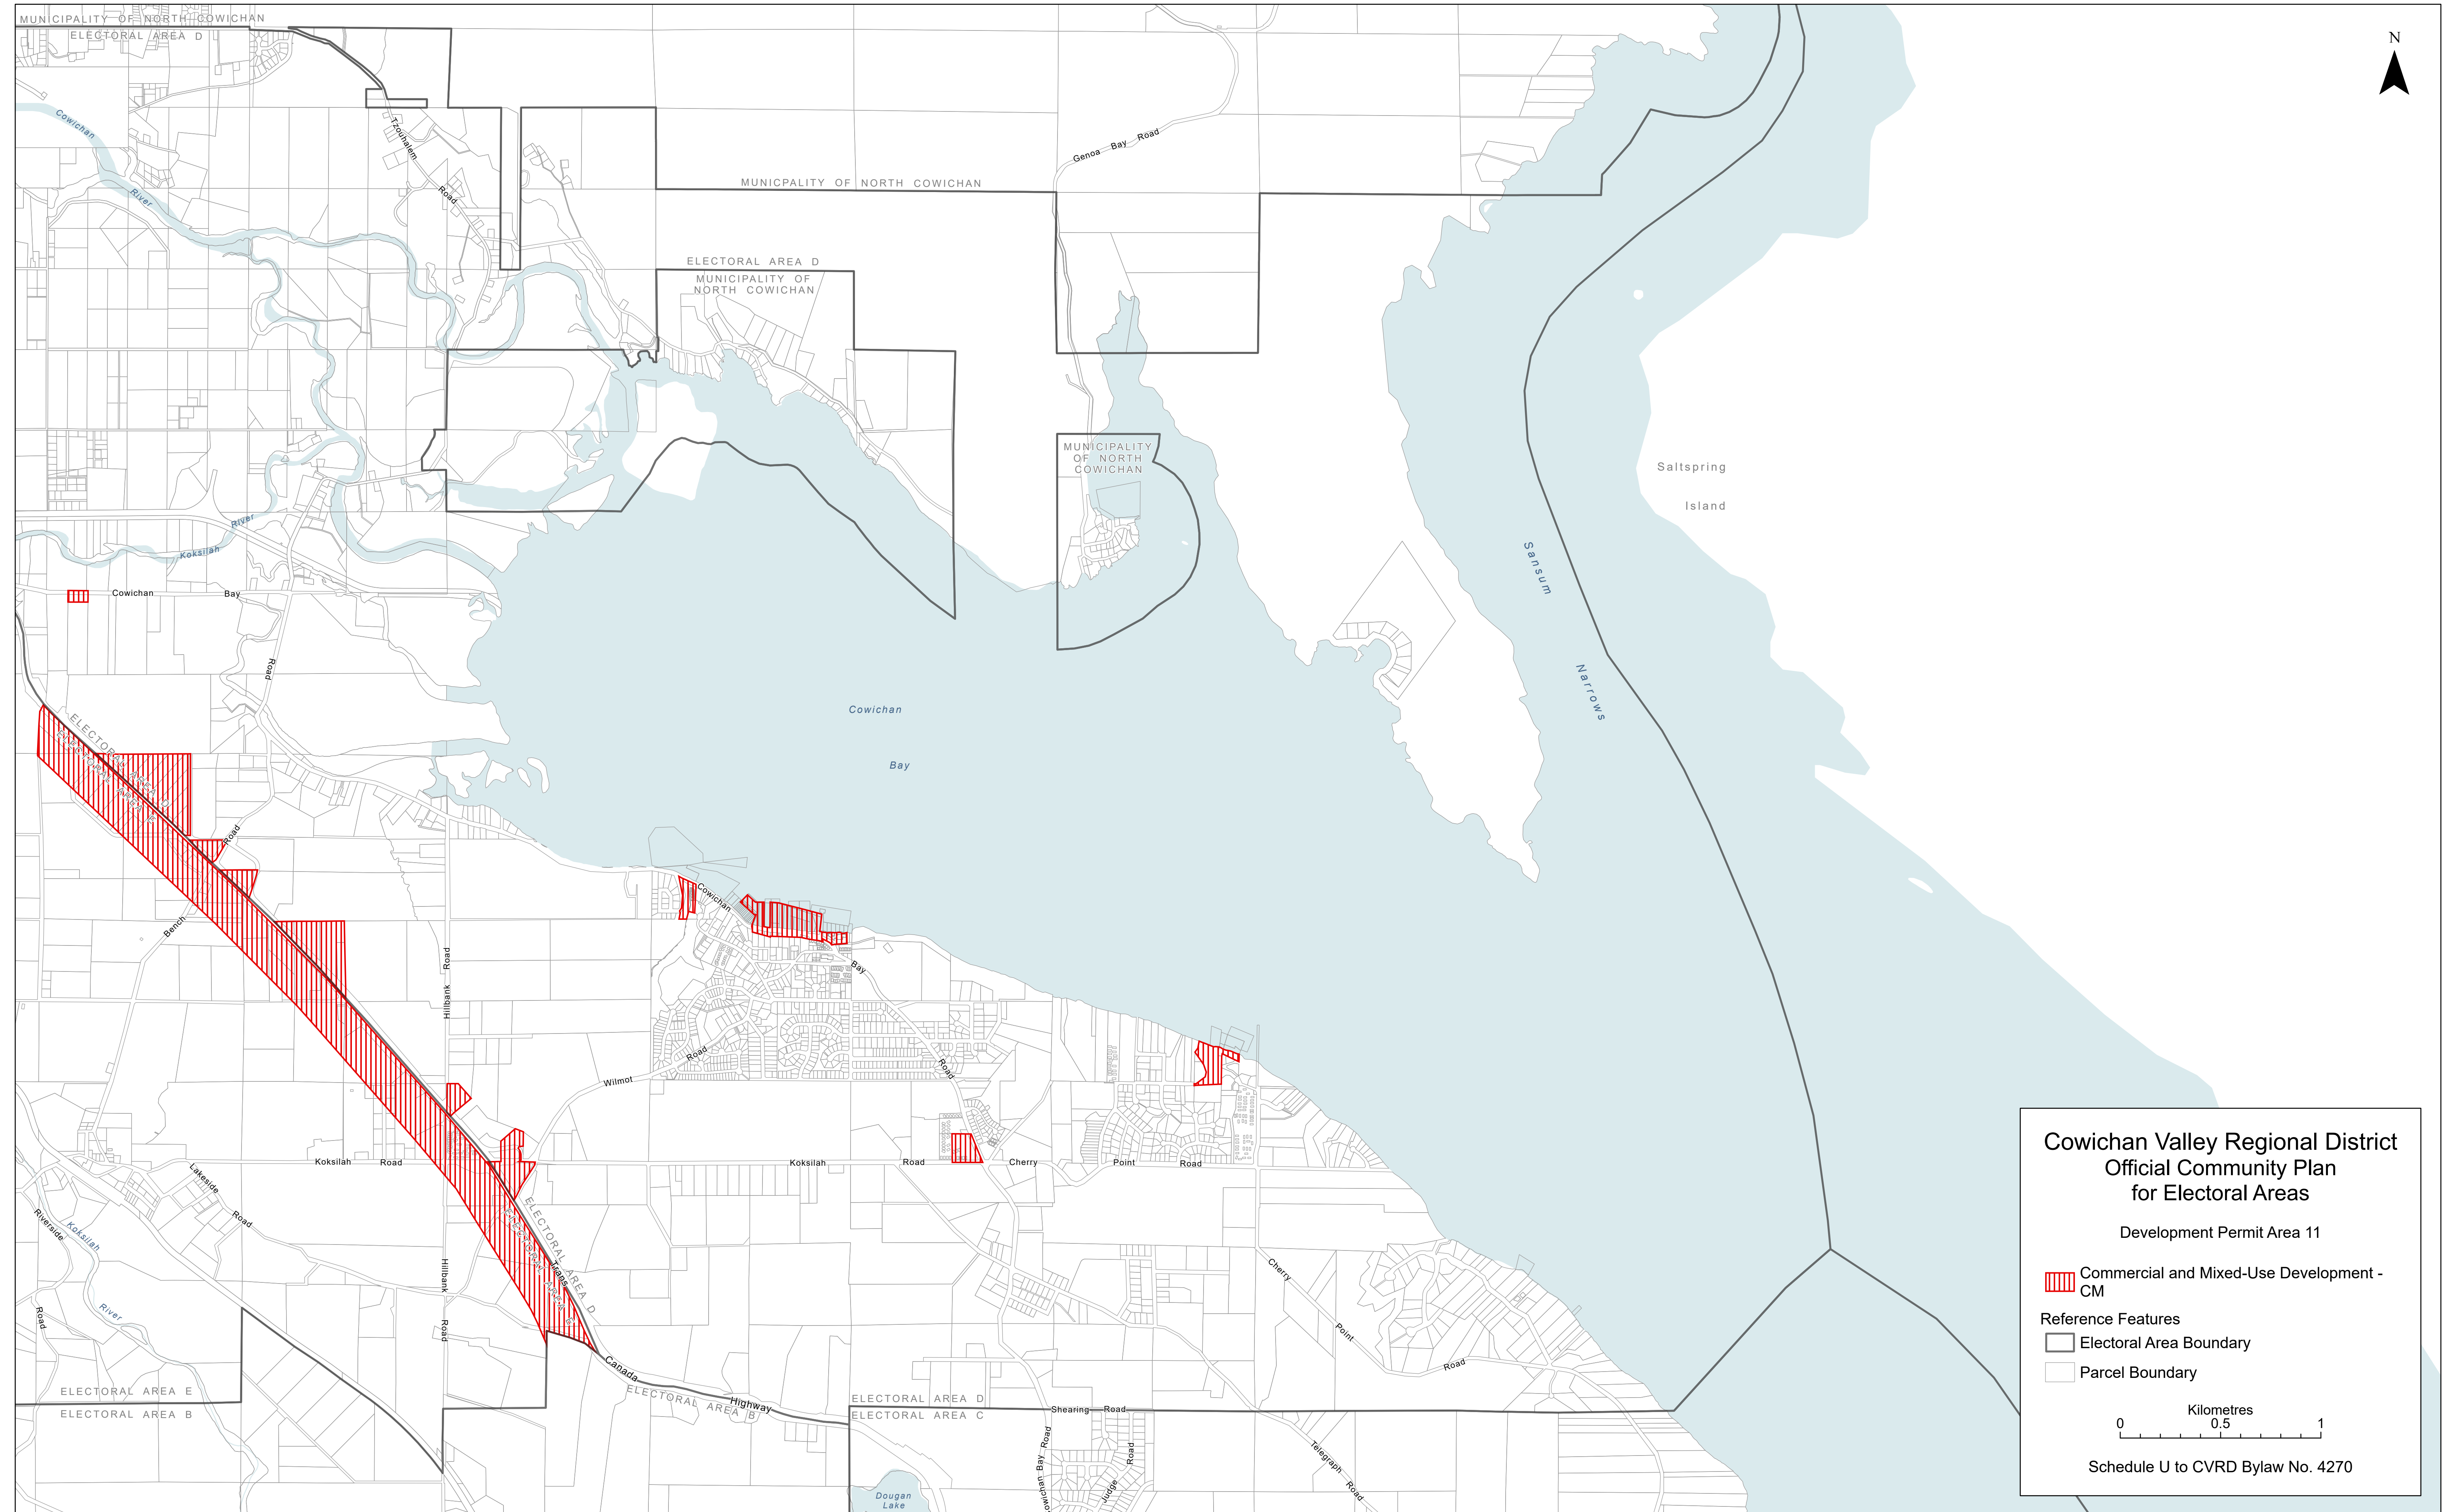 MUNICIPALITY OF NORTH COWICHAN
ELECTORAL AREA D
N
Cowichan
River
Tzouhalem
Road
Genoa Bay Road
MUNICPALITY OF NORTH COWICHAN
ELECTORAL AREA D
MUNICIPALITY OF
NORTH COWICHAN
MUNICIPALITY
OF NORTH
COWICHAN
Saltspring
Island
Sansum
Narrows
River
Koksilah
Cowichan Bay
Road
Cowichan
Bay
ELECTORAL AREA D
ELECTORAL AREA E
Road
Bench
Hillbank Road
Cowichan
Bay
Road
Wilmot
Road
Koksilah Road
Koksilah Road
Cherry Point Road
Lakeside
Road
Riverside
Road
Koksilah
River
Hillbank
Road
ELECTORAL AREA D
ELECTORAL AREA E
Trans
Canada
Highway
ELECTORAL AREA B
ELECTORAL AREA E
ELECTORAL AREA B
ELECTORAL AREA D
ELECTORAL AREA C
Shearing Road
Cherry
Point
Road
Telegraph
Road
Cowichan Bay Road
Judge
Road
Dougan
Lake
Cowichan Valley Regional District
Official Community Plan
for Electoral Areas
Development Permit Area 11
Commercial and Mixed-Use Development -
CM
Reference Features
Electoral Area Boundary
Parcel Boundary
Kilometres
0 0.5 1
Schedule U to CVRD Bylaw No. 4270